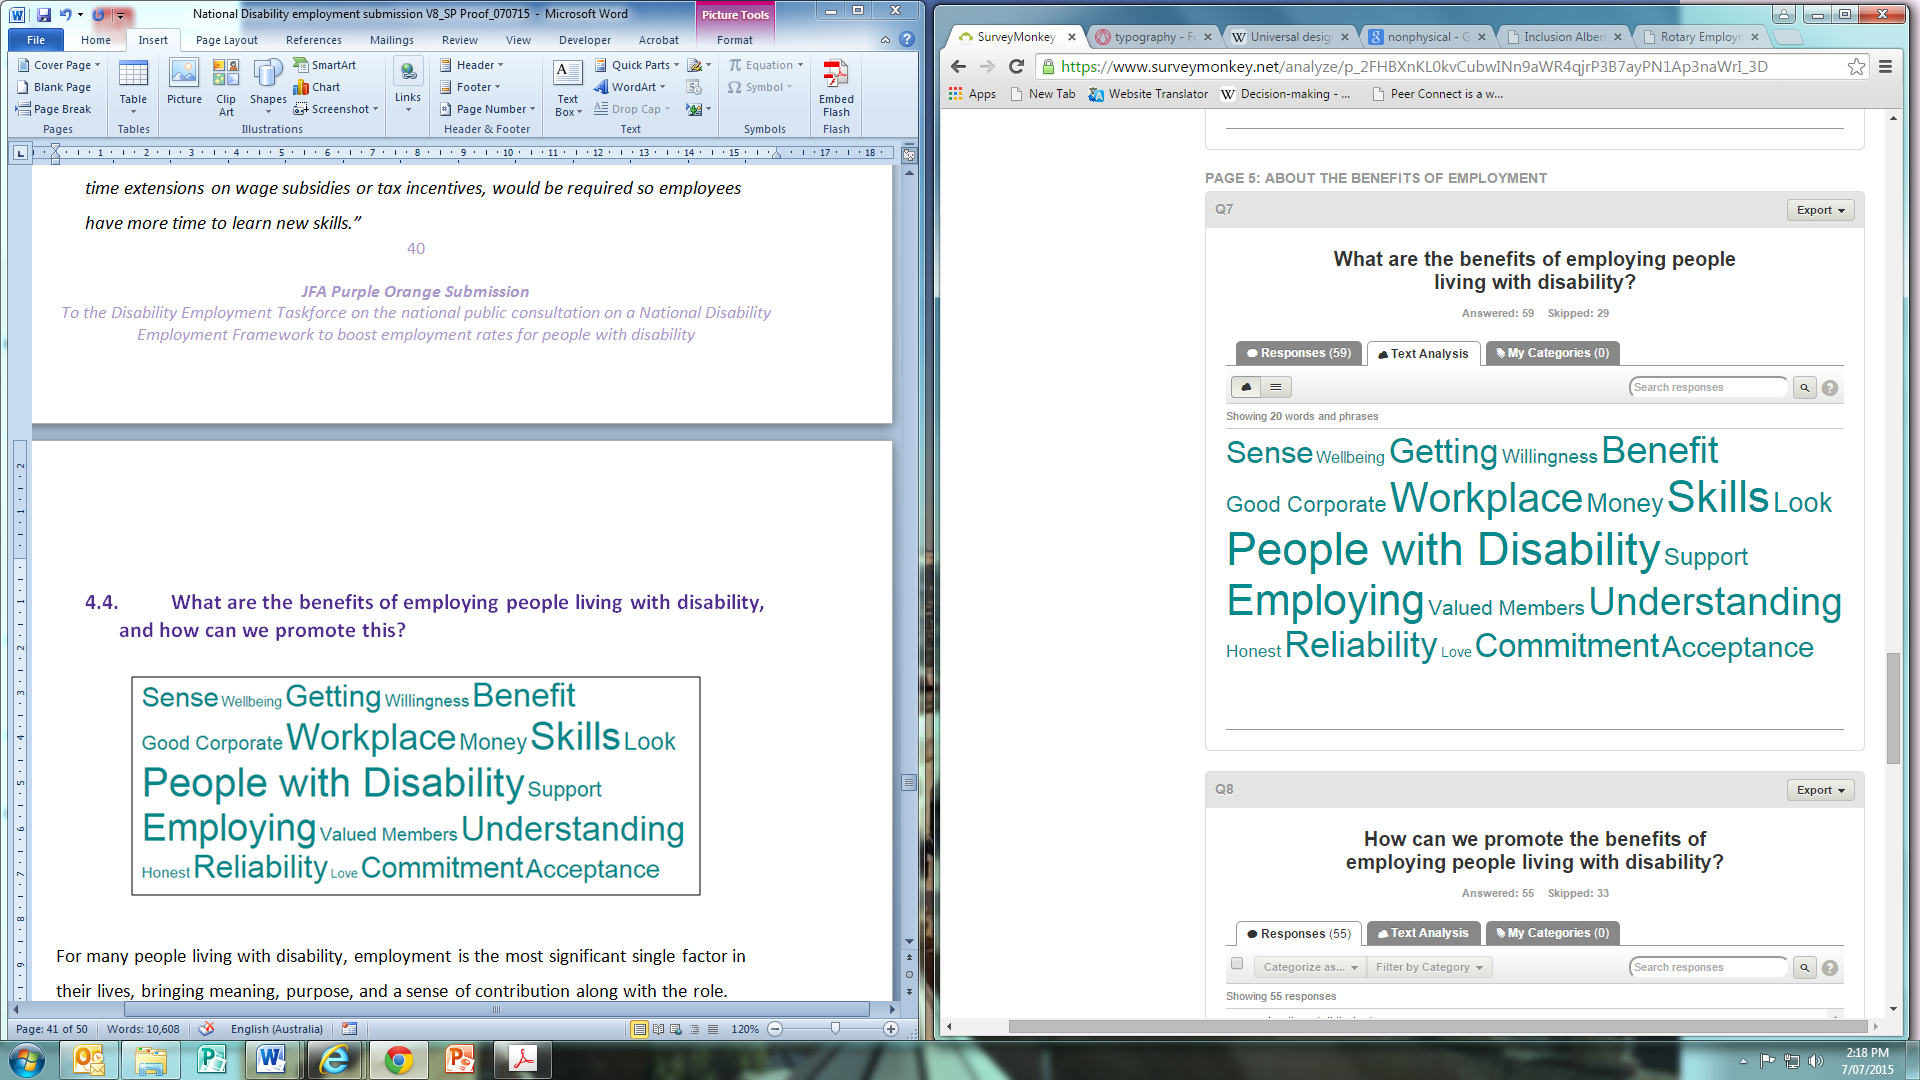 National Disability employment submission V8_SP Proof_070715 - Microsoft Word
Picture Tools
File Home Insert Page Layout References Mailings Review View Developer Acrobat Format
Cover Page
Blank Page
Page Break
Pages
Table
Tables
Picture
Clip Art
Shapes
SmartArt
Chart
Screenshot
Illustrations
Links
Header
Footer
Page Number
Header & Footer
Text Box
Quick Parts
WordArt
Drop Cap
Text
Equation
Symbol
Symbols
Embed Flash
Flash
time extensions on wage subsidies or tax incentives, would be required so employees
have more time to learn new skills.”
40
JFA Purple Orange Submission
To the Disability Employment Taskforce on the national public consultation on a National Disability
Employment Framework to boost employment rates for people with disability
4.4. What are the benefits of employing people living with disability,
and how can we promote this?
Sense Wellbeing Getting Willingness Benefit
Good Corporate Workplace Money Skills Look
People with Disability Support
Employing Valued Members Understanding
Honest Reliability Love Commitment Acceptance
For many people living with disability, employment is the most significant single factor in
their lives, bringing meaning, purpose, and a sense of contribution along with the role.
Page: 41 of 50 Words: 10,608 English (Australia) 120%
SurveyMonkey typography - F Universal desig nonphysical - G Inclusion Albert Rotary Employm
https://www.surveymonkey.net/analyze/p_2FHBXnKL0kvCubwINn9aWR4qjrP3B7ayPN1Ap3naWrI_3D
Apps New Tab Website Translator Decision-making - ... Peer Connect is a w...
PAGE 5: ABOUT THE BENEFITS OF EMPLOYMENT
Q7 Export
What are the benefits of employing people
living with disability?
Answered: 59 Skipped: 29
Responses (59) Text Analysis My Categories (0)
Search responses
Showing 20 words and phrases
Sense Wellbeing Getting Willingness Benefit
Good Corporate Workplace Money Skills Look
People with Disability Support
Employing Valued Members Understanding
Honest Reliability Love Commitment Acceptance
Q8 Export
How can we promote the benefits of
employing people living with disability?
Answered: 55 Skipped: 33
Responses (55) Text Analysis My Categories (0)
Categorize as... Filter by Category Search responses
Showing 55 responses
2:18 PM
7/07/2015